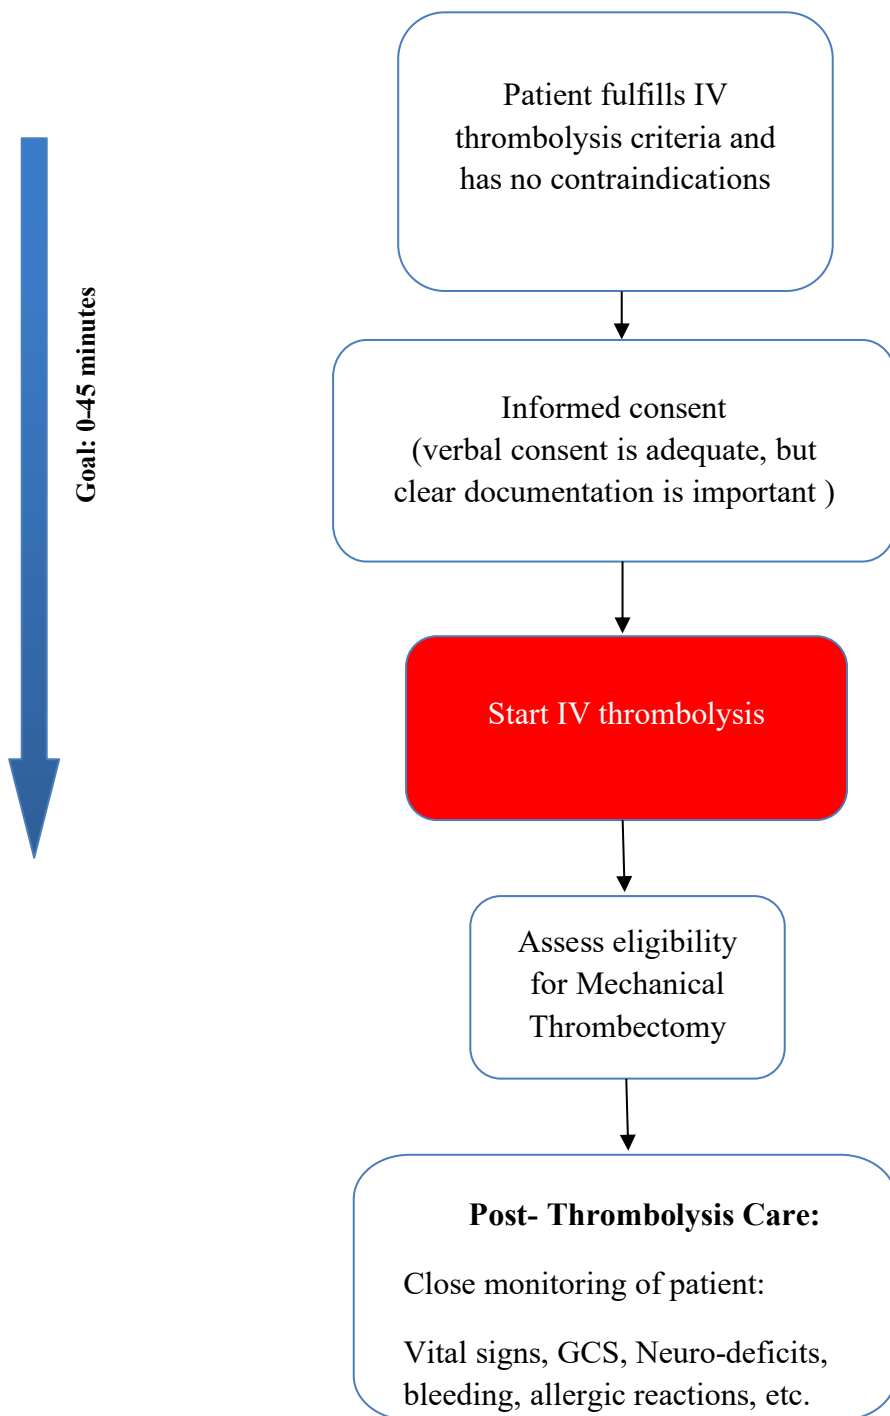 Patient fulfills IV
thrombolysis criteria and
has no contraindications
Goal: 0-45 minutes
Informed consent
(verbal consent is adequate, but
clear documentation is important )
Start IV thrombolysis
Assess eligibility
for Mechanical
Thrombectomy
Post- Thrombolysis Care:
Close monitoring of patient:
Vital signs, GCS, Neuro-deficits,
bleeding, allergic reactions, etc.